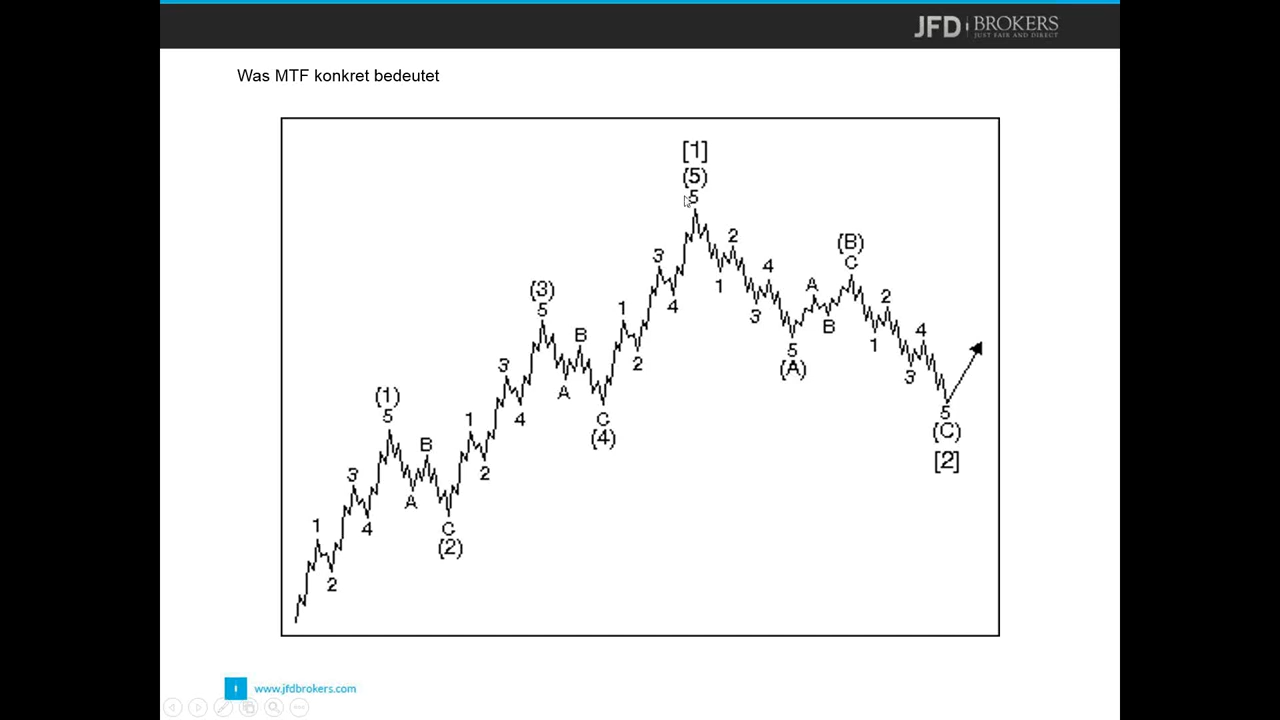 JFD BROKERS
JUST FAIR AND DIRECT
Was MTF konkret bedeutet
[1]
(5)
5
3
4
1
2
(3)
5
B
3
4
A
C
(4)
(1)
5
B
1
2
3
4
A
C
(2)
1
2
2
4
1
3
5
(A)
A
B
(B)
C
2
4
1
3
5
(C)
[2]
www.jfdbrokers.com